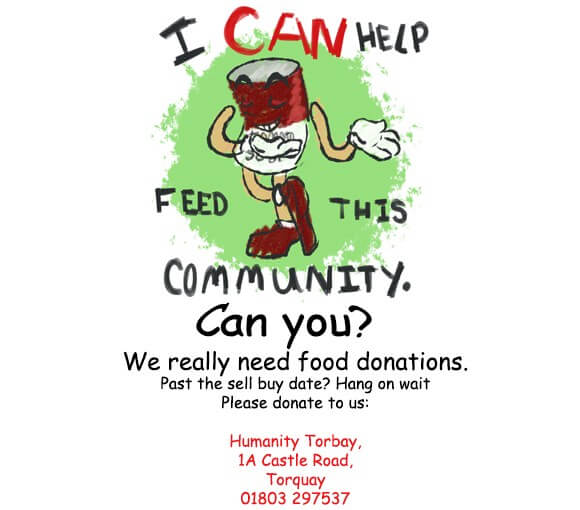 I CAN HELP
FEED THIS
COMMUNITY.
Can you?
We really need food donations.
Past the sell buy date? Hang on wait
Please donate to us:
Humanity Torbay,
1A Castle Road,
Torquay
01803 297537